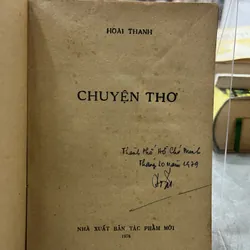 HOÀI THANH
CHUYỆN THƠ
Thành Phố Hồ Chí Minh
Tháng 10 năm 1979
NHÀ XUẤT BẢN TÁC PHẨM MỚI
1978